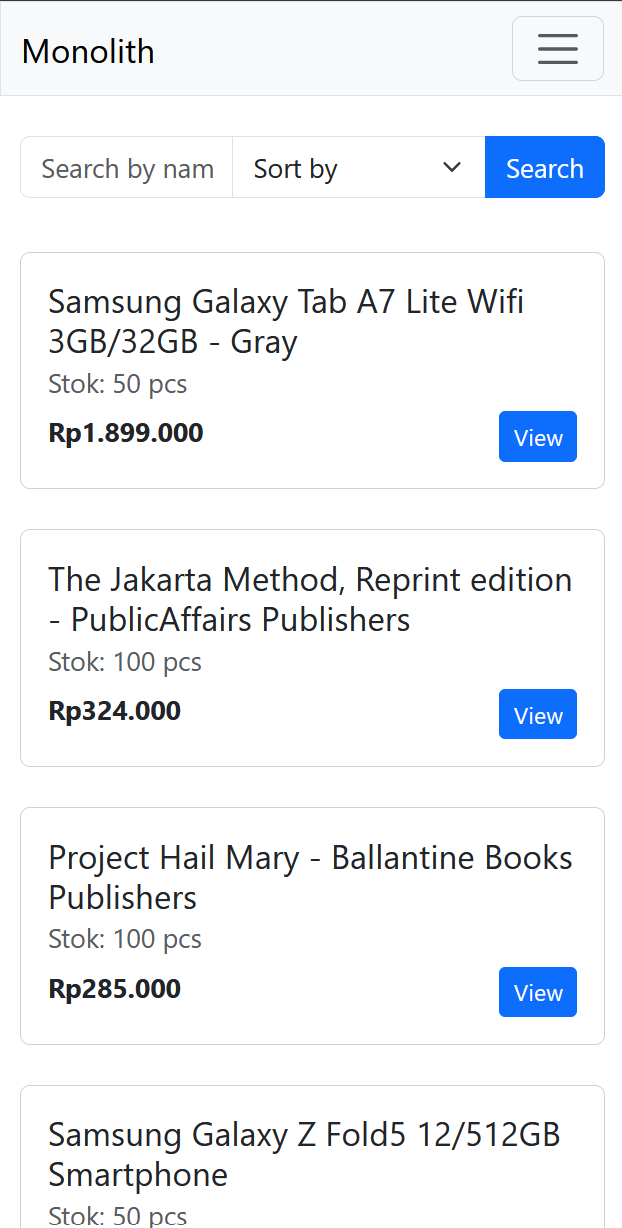 Monolith
Search by nam
Sort by
Search
Samsung Galaxy Tab A7 Lite Wifi
3GB/32GB - Gray
Stok: 50 pcs
Rp1.899.000
View
The Jakarta Method, Reprint edition
- PublicAffairs Publishers
Stok: 100 pcs
Rp324.000
View
Project Hail Mary - Ballantine Books
Publishers
Stok: 100 pcs
Rp285.000
View
Samsung Galaxy Z Fold5 12/512GB
Smartphone
Stok: 50 pcs